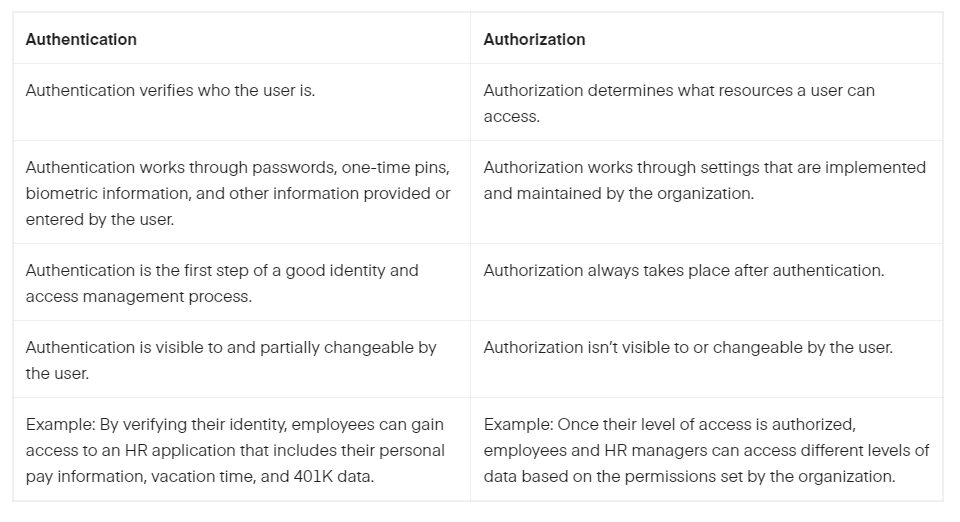 Authentication
Authorization
Authentication verifies who the user is.
Authorization determines what resources a user can
access.
Authentication works through passwords, one-time pins,
biometric information, and other information provided or
entered by the user.
Authorization works through settings that are implemented
and maintained by the organization.
Authentication is the first step of a good identity and
access management process.
Authorization always takes place after authentication.
Authentication is visible to and partially changeable by
the user.
Authorization isn’t visible to or changeable by the user.
Example: By verifying their identity, employees can gain
access to an HR application that includes their personal
pay information, vacation time, and 401K data.
Example: Once their level of access is authorized,
employees and HR managers can access different levels of
data based on the permissions set by the organization.